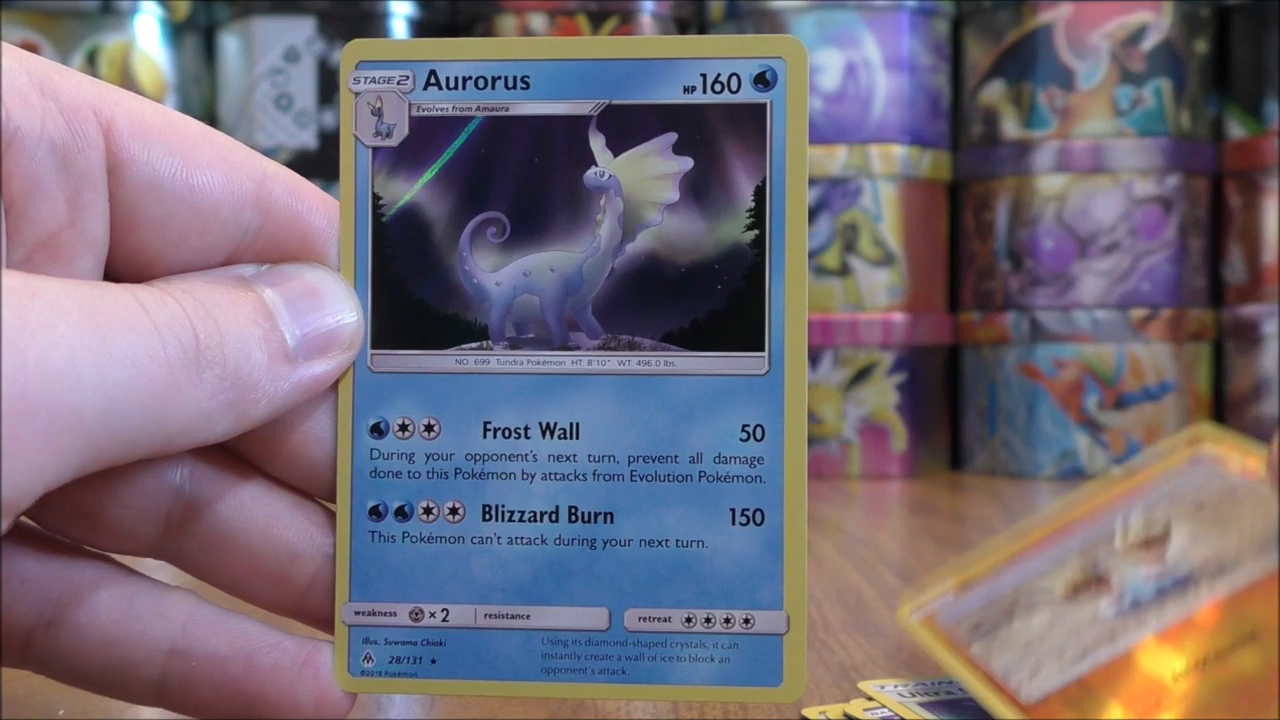 STAGE 2 Aurorus HP 160
Evolves from Amaura
NO. 699 Tundra Pokémon HT: 8'10" WT: 496.0 lbs.
Frost Wall 50
During your opponent's next turn, prevent all damage
done to this Pokémon by attacks from Evolution Pokémon.
Blizzard Burn 150
This Pokémon can't attack during your next turn.
weakness × 2 resistance retreat
Illus. Suwama Chiaki
28/131
©2018 Pokémon
Using its diamond-shaped crystals, it can
instantly create a wall of ice to block an
opponent's attack.
Ultra